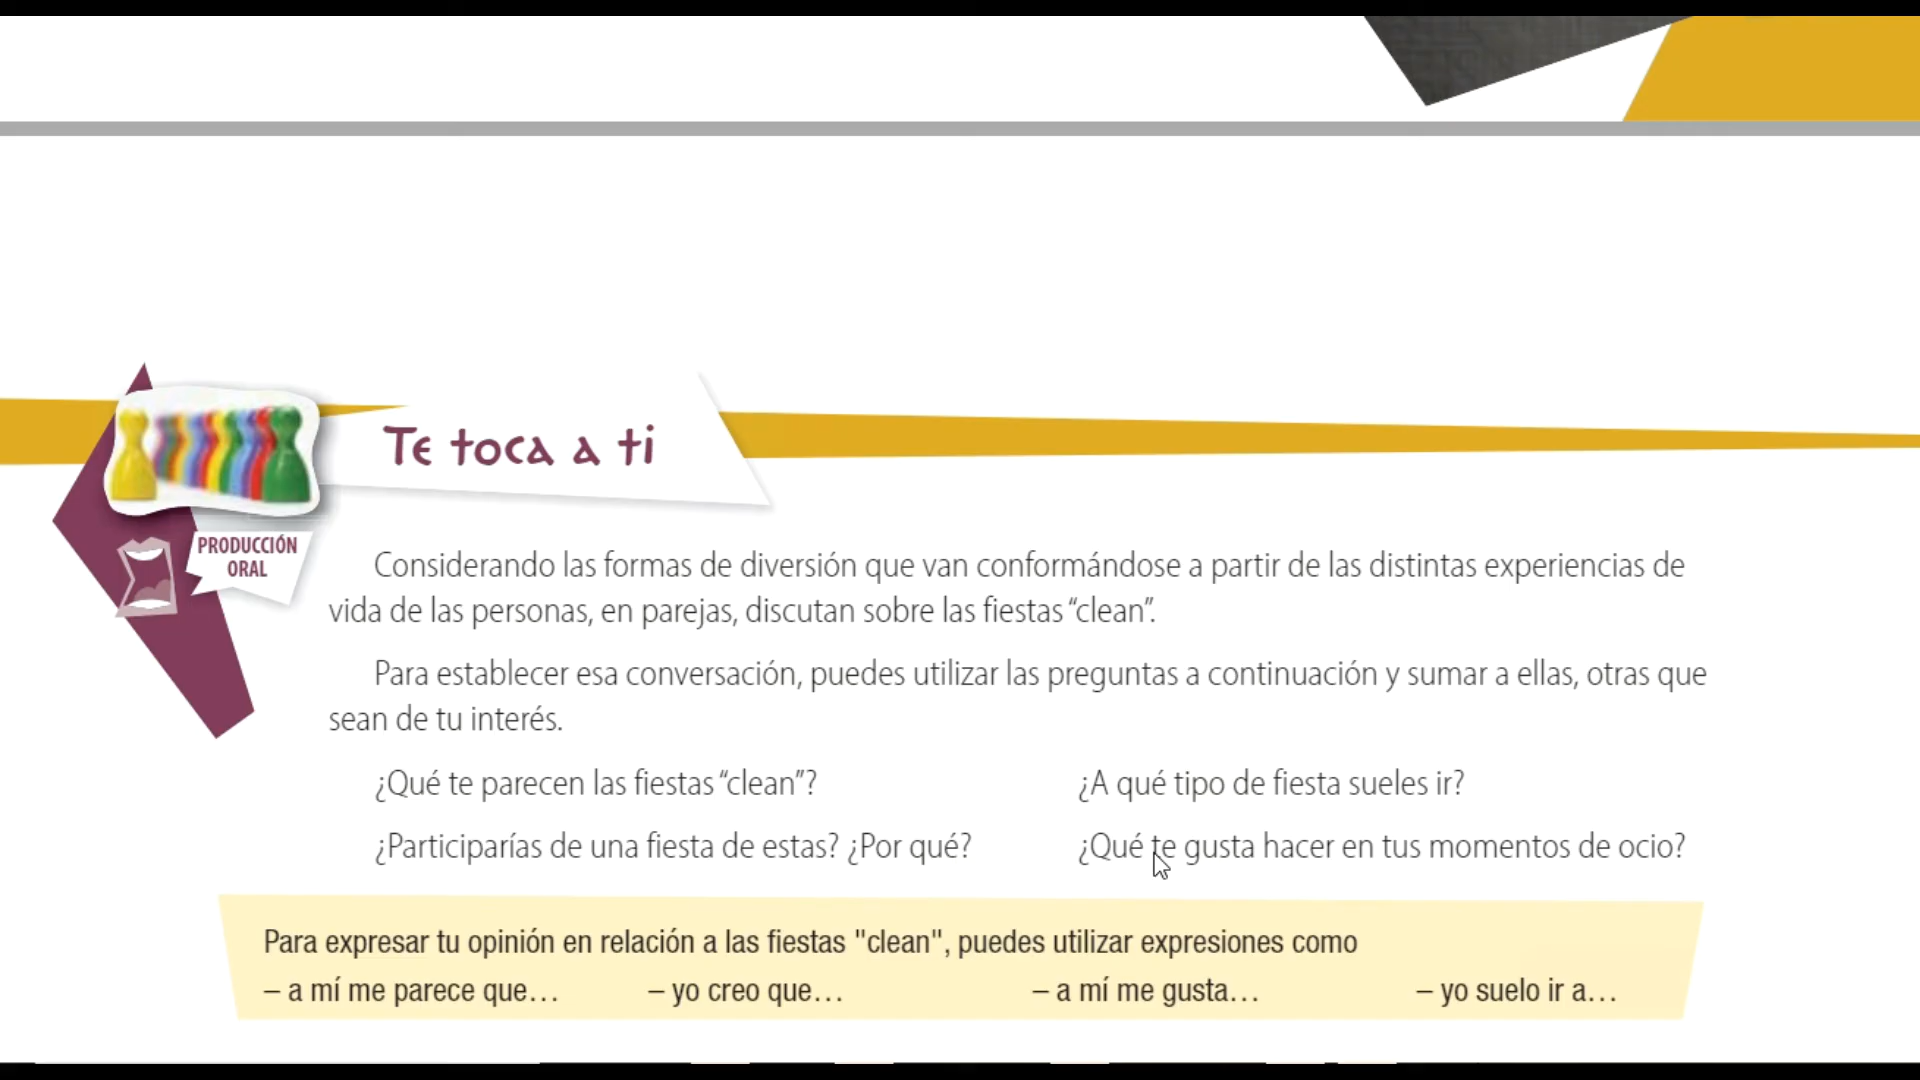 Te toca a ti
PRODUCCIÓN
ORAL
Considerando las formas de diversión que van conformándose a partir de las distintas experiencias de
vida de las personas, en parejas, discutan sobre las fiestas “clean”.
Para establecer esa conversación, puedes utilizar las preguntas a continuación y sumar a ellas, otras que
sean de tu interés.
¿Qué te parecen las fiestas “clean”?
¿A qué tipo de fiesta sueles ir?
¿Participarías de una fiesta de estas? ¿Por qué?
¿Qué te gusta hacer en tus momentos de ocio?
Para expresar tu opinión en relación a las fiestas "clean", puedes utilizar expresiones como
– a mí me parece que… – yo creo que… – a mí me gusta… – yo suelo ir a…